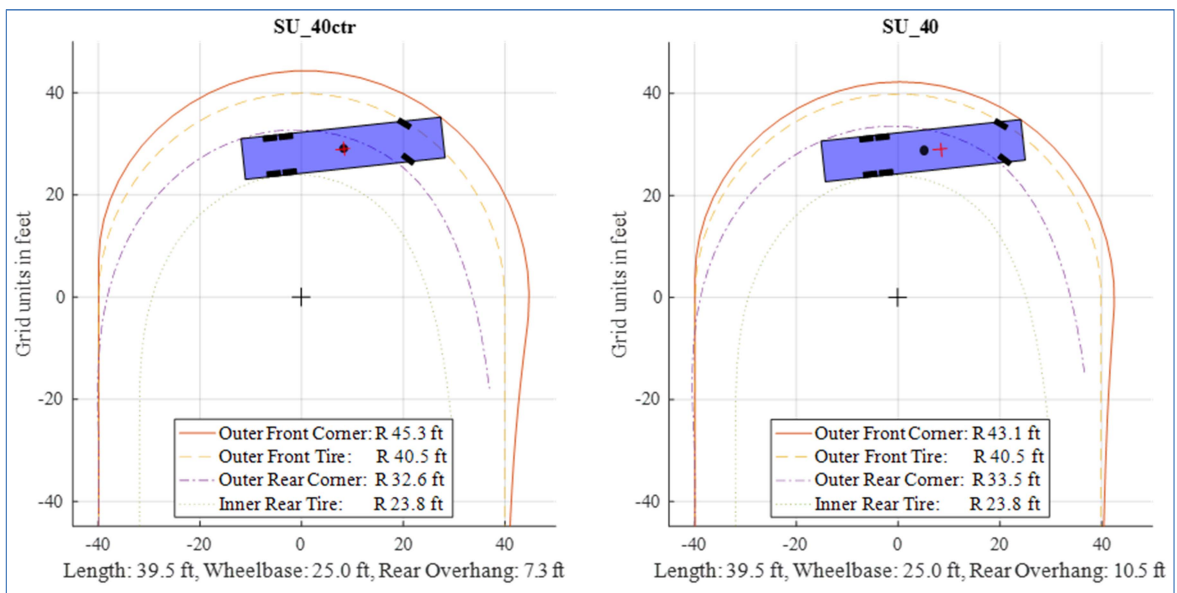 SU_40ctr
40
20
0
-20
-40
Grid units in feet
Outer Front Corner: R 45.3 ft
Outer Front Tire: R 40.5 ft
Outer Rear Corner: R 32.6 ft
Inner Rear Tire: R 23.8 ft
-40 -20 0 20 40
Length: 39.5 ft, Wheelbase: 25.0 ft, Rear Overhang: 7.3 ft
SU_40
40
20
0
-20
-40
Grid units in feet
Outer Front Corner: R 43.1 ft
Outer Front Tire: R 40.5 ft
Outer Rear Corner: R 33.5 ft
Inner Rear Tire: R 23.8 ft
-40 -20 0 20 40
Length: 39.5 ft, Wheelbase: 25.0 ft, Rear Overhang: 10.5 ft